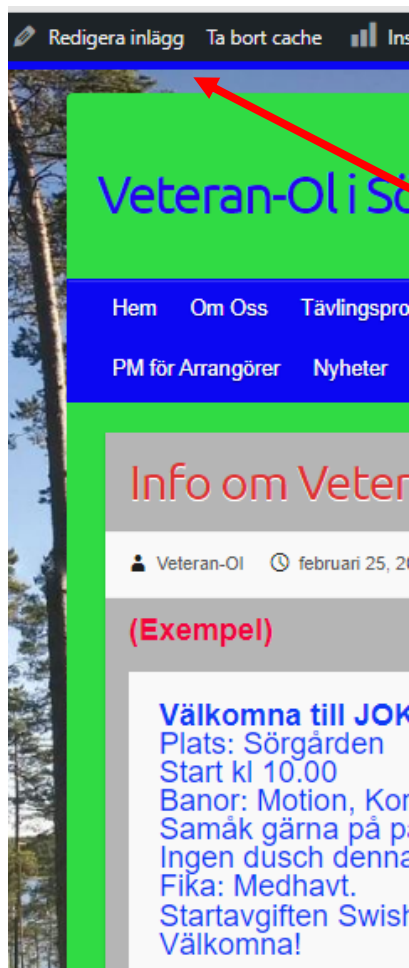 Redigera inlägg Ta bort cache
Veteran-Ol i
Hem Om Oss
PM för Arrangörer Nyheter
Info om
Veteran-Ol februari 25,
(Exempel)
Välkomna till JOK
Plats: Sörgården
Start kl 10.00
Banor: Motion,
Samåk gärna på
Ingen dusch denna
Fika: Medhavt.
Startavgiften
Välkomna!